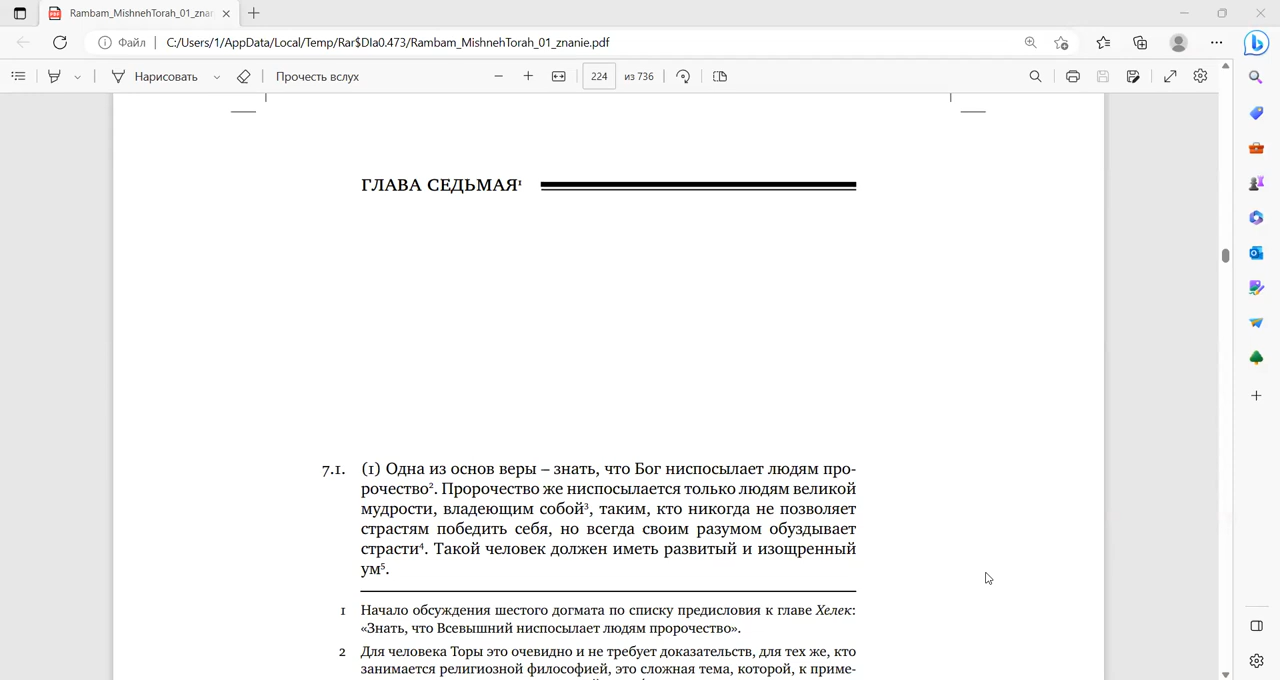 Rambam_MishnehTorah_01_zna
Файл
C:/Users/1/AppData/Local/Temp/Rar$DIa0.473/Rambam_MishnehTorah_01_znanie.pdf
Нарисовать
Прочесть вслух
224 из 736
ГЛАВА СЕДЬМАЯ¹
7.1. (1) Одна из основ веры – знать, что Бог ниспосылает людям про-
рочество². Пророчество же ниспосылается только людям великой
мудрости, владеющим собой³, таким, кто никогда не позволяет
страстям победить себя, но всегда своим разумом обуздывает
страсти⁴. Такой человек должен иметь развитый и изощренный
ум⁵.
1 Начало обсуждения шестого догмата по списку предисловия к главе Хелек:
«Знать, что Всевышний ниспосылает людям пророчество».
2 Для человека Торы это очевидно и не требует доказательств, для тех же, кто
занимается религиозной философией, это сложная тема, которой, к приме-